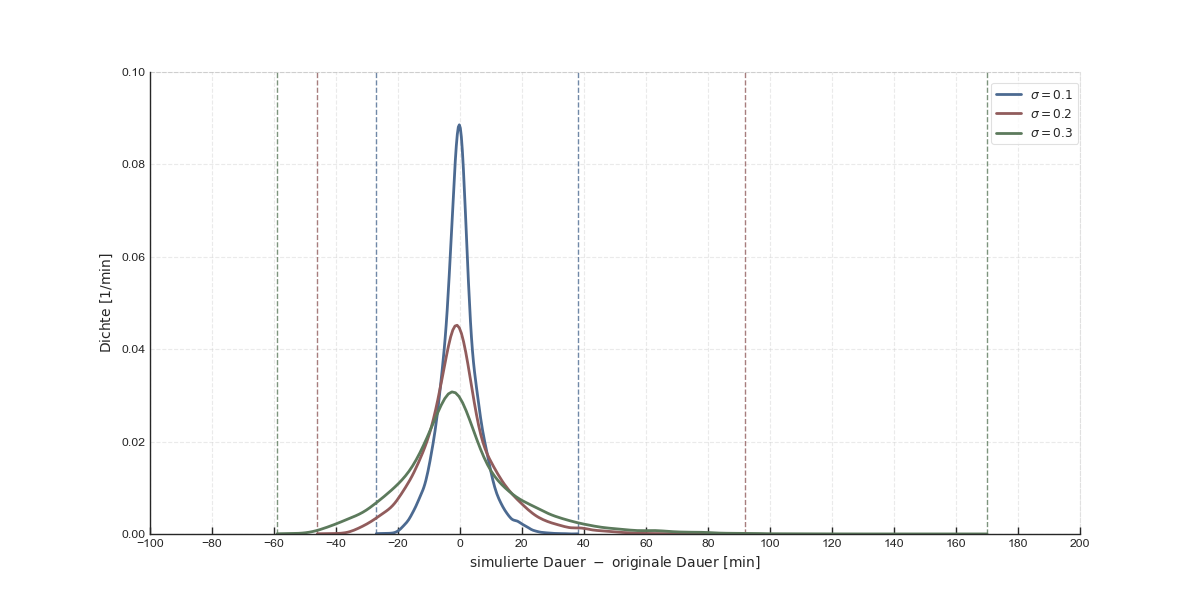 0.10
0.08
0.06
0.04
0.02
0.00
Dichte [1/min]
σ = 0.1
σ = 0.2
σ = 0.3
−100 −80 −60 −40 −20 0 20 40 60 80 100 120 140 160 180 200
simulierte Dauer − originale Dauer [min]